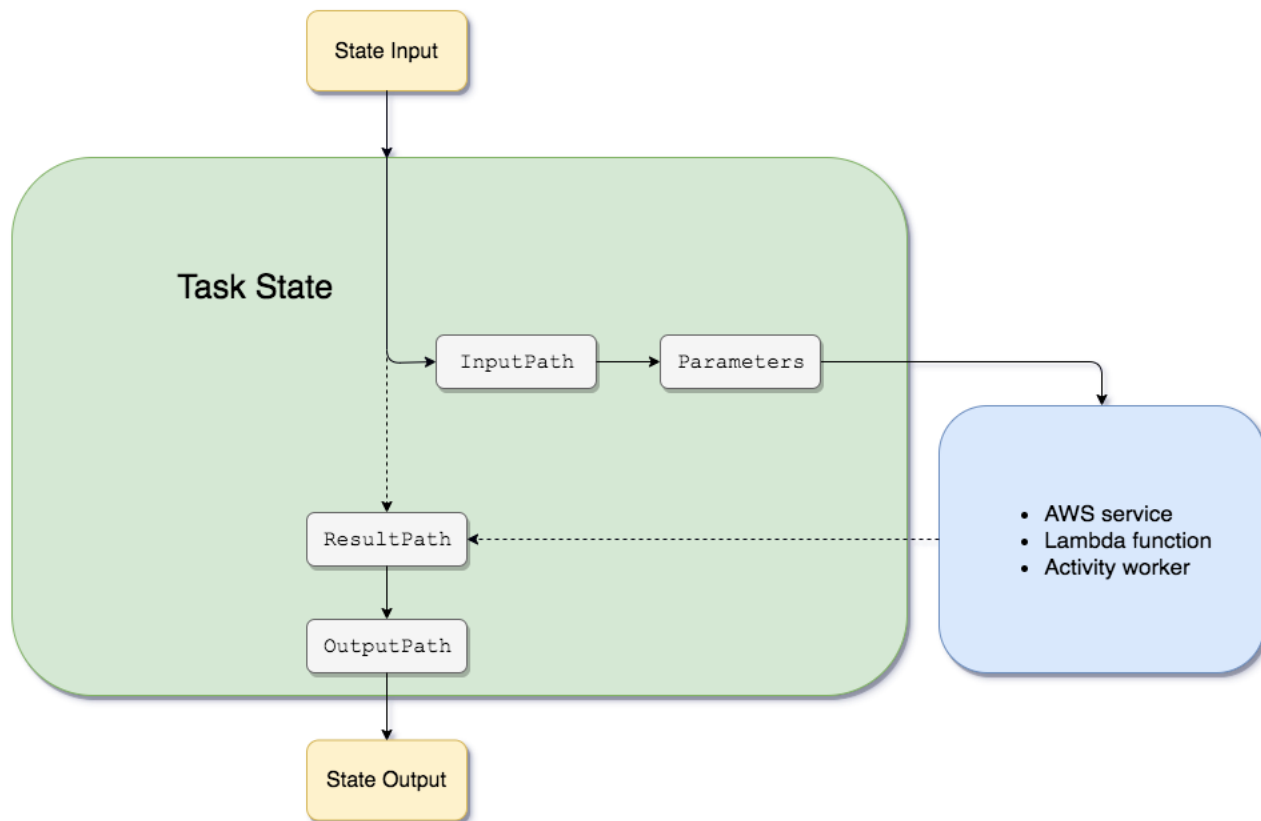 State Input
Task State
InputPath
Parameters
ResultPath
• AWS service
• Lambda function
• Activity worker
OutputPath
State Output